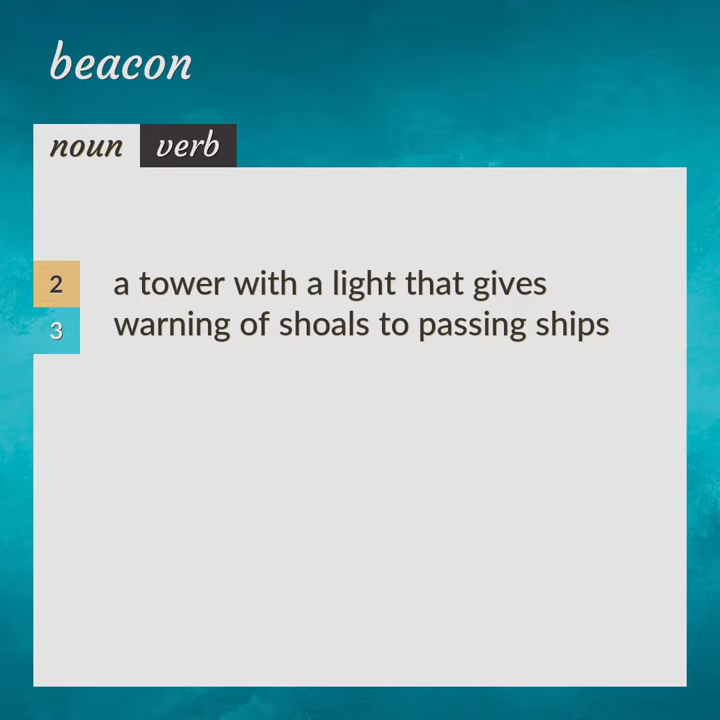 beacon
noun verb
2 a tower with a light that gives
3 warning of shoals to passing ships